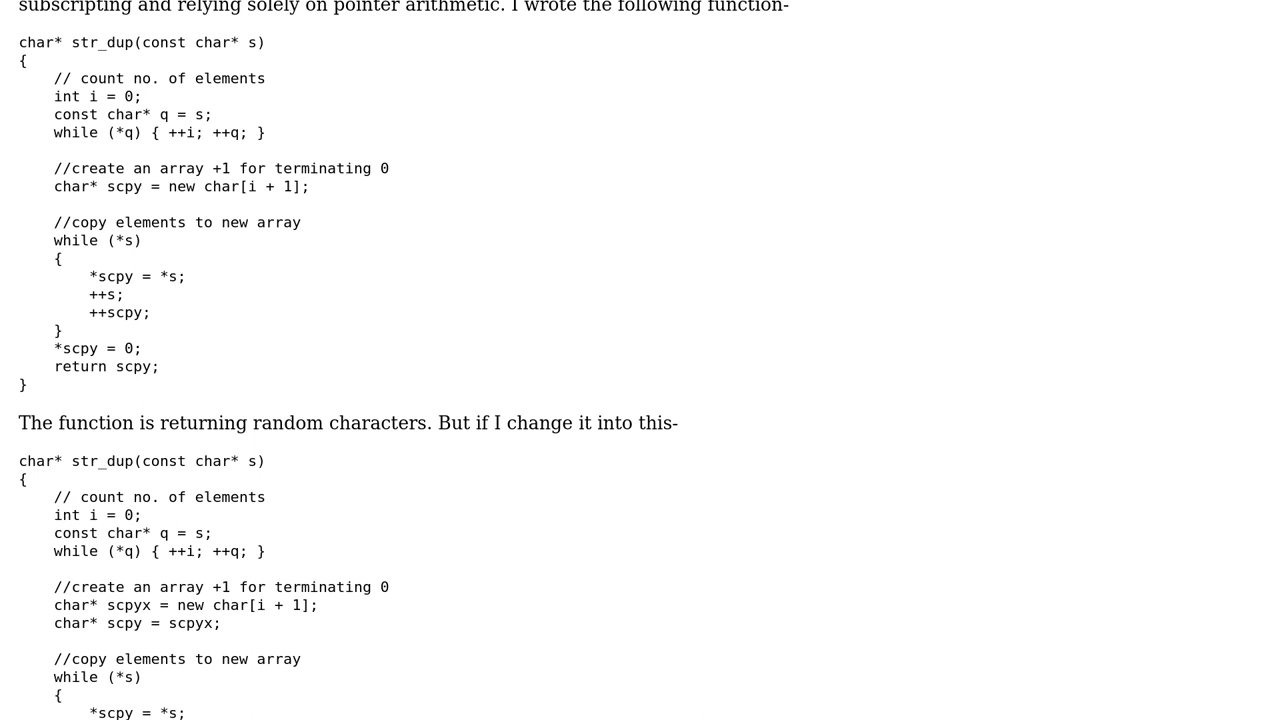 subscripting and relying solely on pointer arithmetic. I wrote the following function-
char* str_dup(const char* s)
{
    // count no. of elements
    int i = 0;
    const char* q = s;
    while (*q) { ++i; ++q; }

    //create an array +1 for terminating 0
    char* scpy = new char[i + 1];

    //copy elements to new array
    while (*s)
    {
        *scpy = *s;
        ++s;
        ++scpy;
    }
    *scpy = 0;
    return scpy;
}
The function is returning random characters. But if I change it into this-
char* str_dup(const char* s)
{
    // count no. of elements
    int i = 0;
    const char* q = s;
    while (*q) { ++i; ++q; }

    //create an array +1 for terminating 0
    char* scpyx = new char[i + 1];
    char* scpy = scpyx;

    //copy elements to new array
    while (*s)
    {
        *scpy = *s;